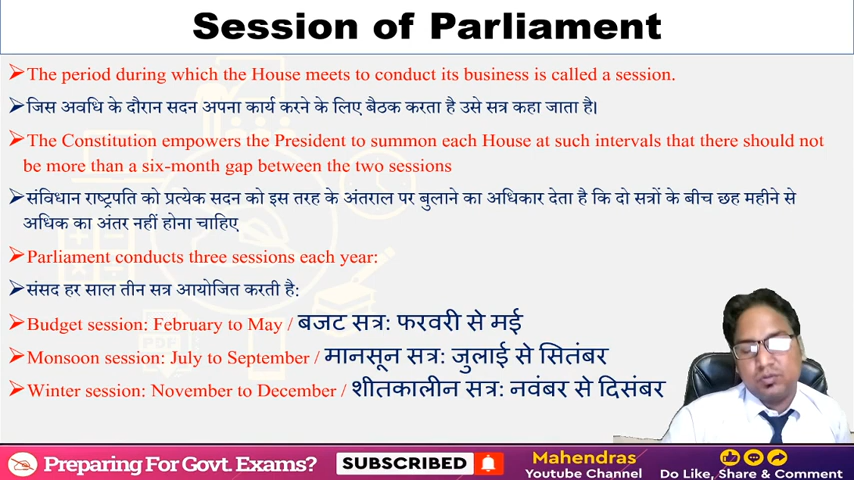 Session of Parliament
➤The period during which the House meets to conduct its business is called a session.
➤जिस अवधि के दौरान सदन अपना कार्य करने के लिए बैठक करता है उसे सत्र कहा जाता है।
➤The Constitution empowers the President to summon each House at such intervals that there should not
be more than a six-month gap between the two sessions
➤संविधान राष्ट्रपति को प्रत्येक सदन को इस तरह के अंतराल पर बुलाने का अधिकार देता है कि दो सत्रों के बीच छह महीने से
अधिक का अंतर नहीं होना चाहिए
➤Parliament conducts three sessions each year:
➤संसद हर साल तीन सत्र आयोजित करती है:
➤Budget session: February to May / बजट सत्र: फरवरी से मई
➤Monsoon session: July to September / मानसून सत्र: जुलाई से सितंबर
➤Winter session: November to December / शीतकालीन सत्र: नवंबर से दिसंबर
PDF
Preparing For Govt. Exams? SUBSCRIBED Mahendras
Youtube Channel Do Like, Share & Comment